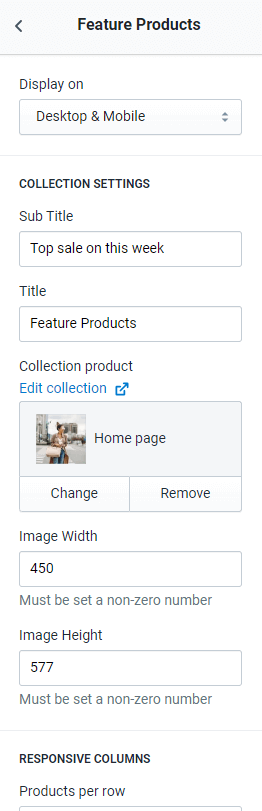 Feature Products
Display on
Desktop & Mobile
COLLECTION SETTINGS
Sub Title
Top sale on this week
Title
Feature Products
Collection product
Edit collection
Home page
Change Remove
Image Width
450
Must be set a non-zero number
Image Height
577
Must be set a non-zero number
RESPONSIVE COLUMNS
Products per row